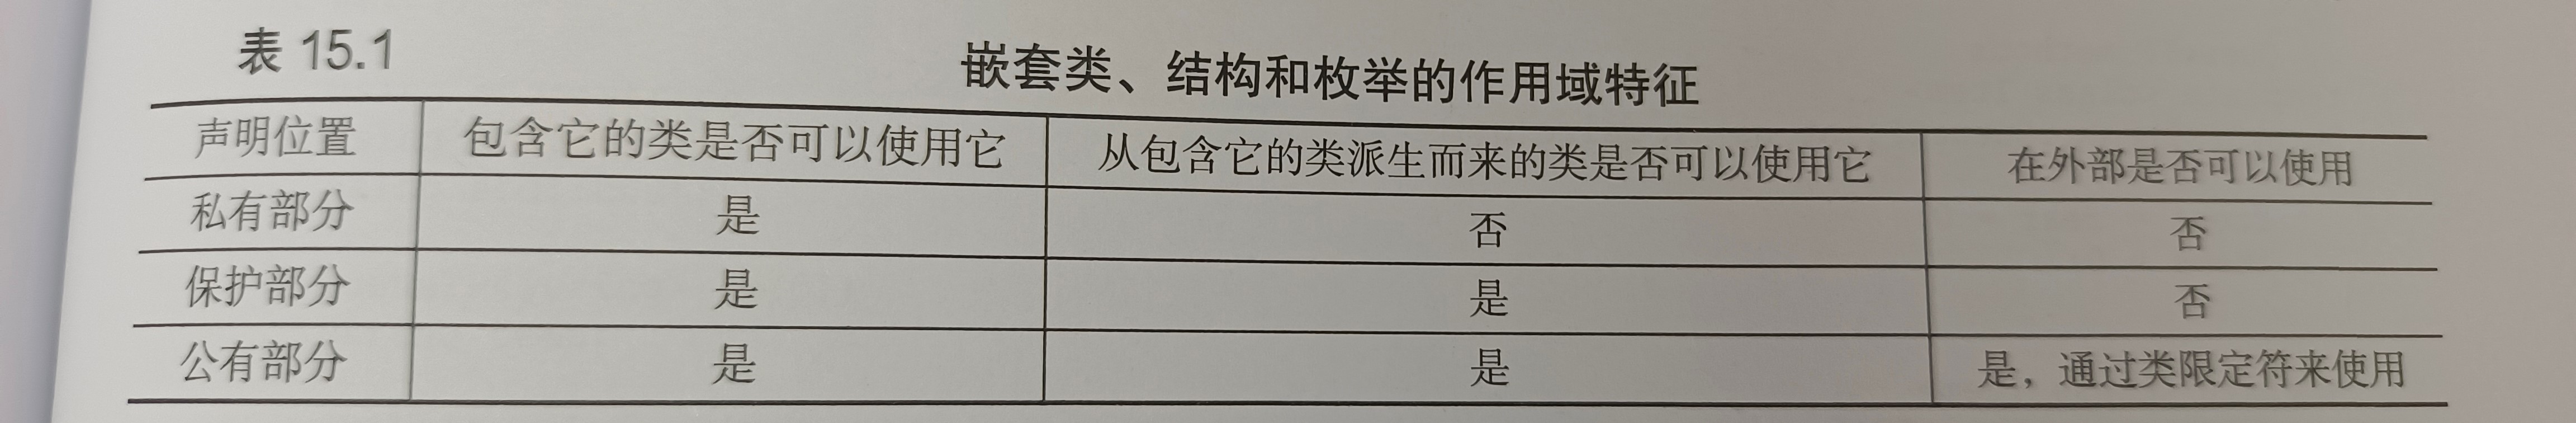 表 15.1 嵌套类、结构和枚举的作用域特征
声明位置 包含它的类是否可以使用它 从包含它的类派生而来的类是否可以使用它 在外部是否可以使用
私有部分 是 否 否
保护部分 是 是 否
公有部分 是 是 是，通过类限定符来使用